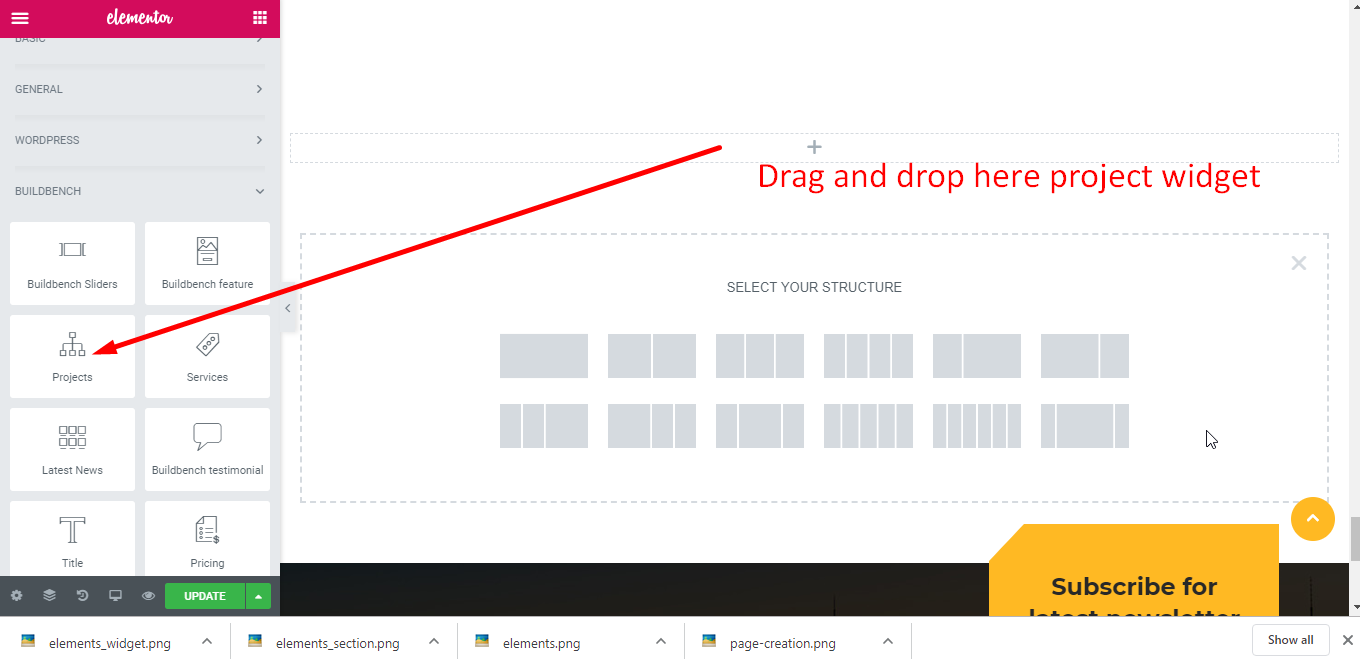 elementor
BASIC
GENERAL
WORDPRESS
BUILDBENCH
Buildbench Sliders
Buildbench feature
Projects
Services
Latest News
Buildbench testimonial
Title
Pricing
UPDATE
Drag and drop here project widget
SELECT YOUR STRUCTURE
Subscribe for
latest newsletter
elements_widget.png
elements_section.png
elements.png
page-creation.png
Show all